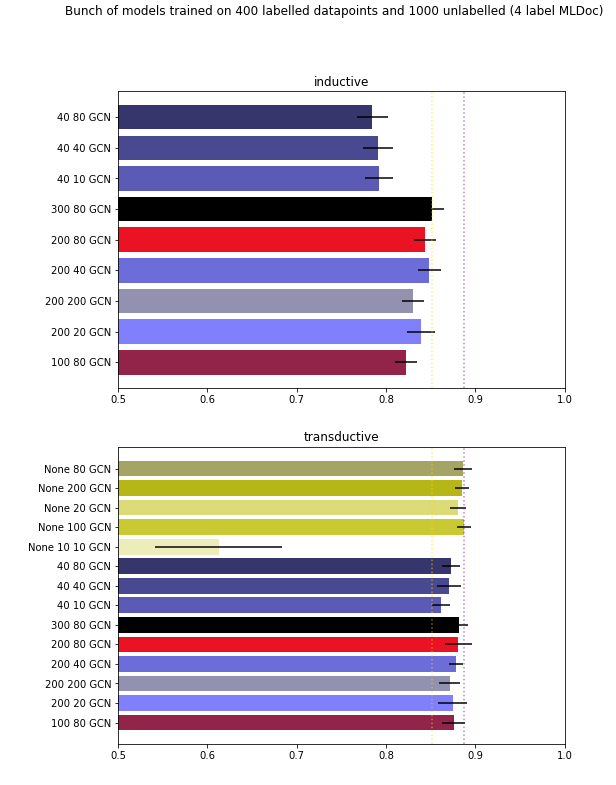 Bunch of models trained on 400 labelled datapoints and 1000 unlabelled (4 label MLDoc)
inductive
40 80 GCN
40 40 GCN
40 10 GCN
300 80 GCN
200 80 GCN
200 40 GCN
200 200 GCN
200 20 GCN
100 80 GCN
0.5 0.6 0.7 0.8 0.9 1.0
transductive
None 80 GCN
None 200 GCN
None 20 GCN
None 100 GCN
None 10 10 GCN
40 80 GCN
40 40 GCN
40 10 GCN
300 80 GCN
200 80 GCN
200 40 GCN
200 200 GCN
200 20 GCN
100 80 GCN
0.5 0.6 0.7 0.8 0.9 1.0